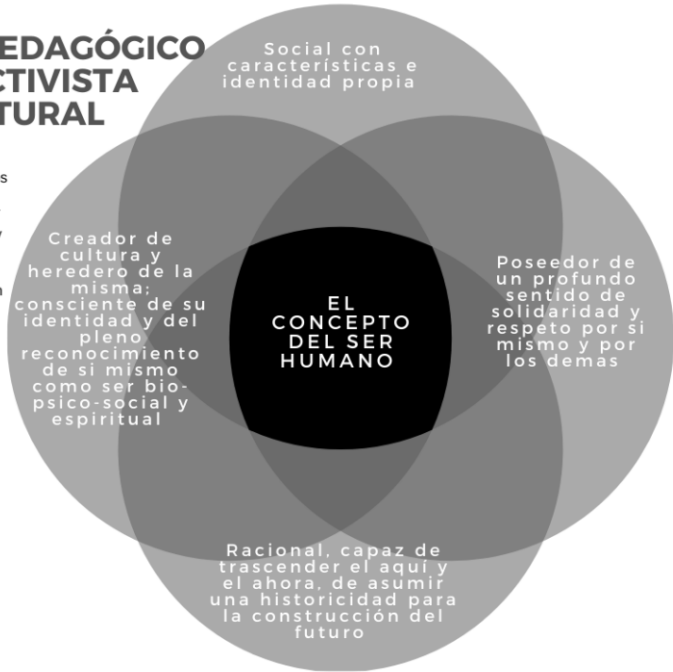 EDAGÓGICO
CTIVISTA
TURAL
s
Social con
características e
identidad propia
Creador de
cultura y
heredero de la
misma;
consciente de su
identidad y del
pleno
reconocimiento
de si mismo
como ser bio-
psico-social y
espiritual
EL
CONCEPTO
DEL SER
HUMANO
Poseedor de
un profundo
sentido de
solidaridad y
respeto por si
mismo y por
los demas
Racional, capaz de
trascender el aquí y
el ahora, de asumir
una historicidad para
la construcción del
futuro